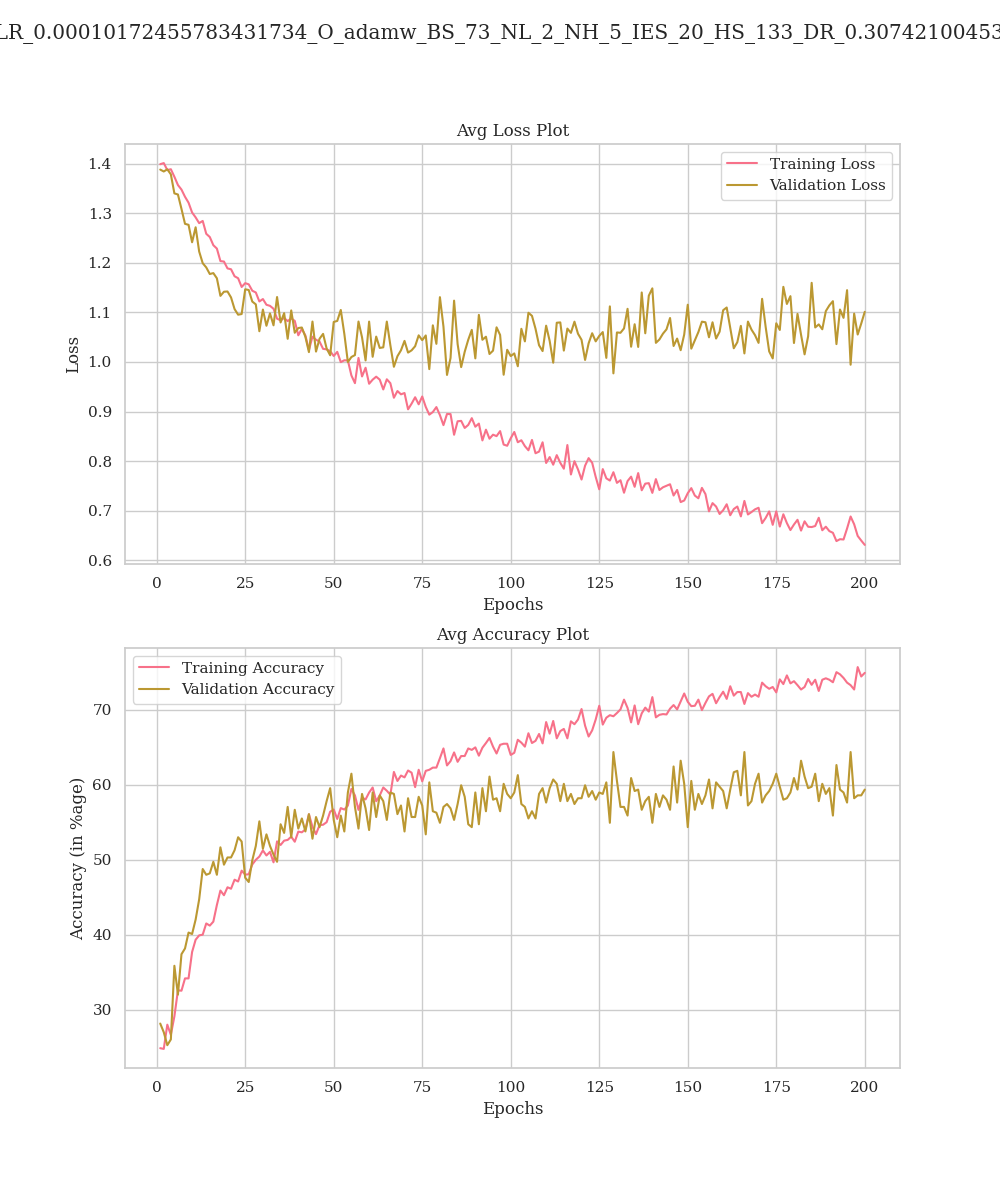 LR_0.00010172455783431734_O_adamw_BS_73_NL_2_NH_5_IES_20_HS_133_DR_0.30742100453
Avg Loss Plot
Training Loss
Validation Loss
1.4
1.3
1.2
1.1
1.0
0.9
0.8
0.7
0.6
Loss
0 25 50 75 100 125 150 175 200
Epochs
Avg Accuracy Plot
Training Accuracy
Validation Accuracy
70
60
50
40
30
Accuracy (in %age)
0 25 50 75 100 125 150 175 200
Epochs